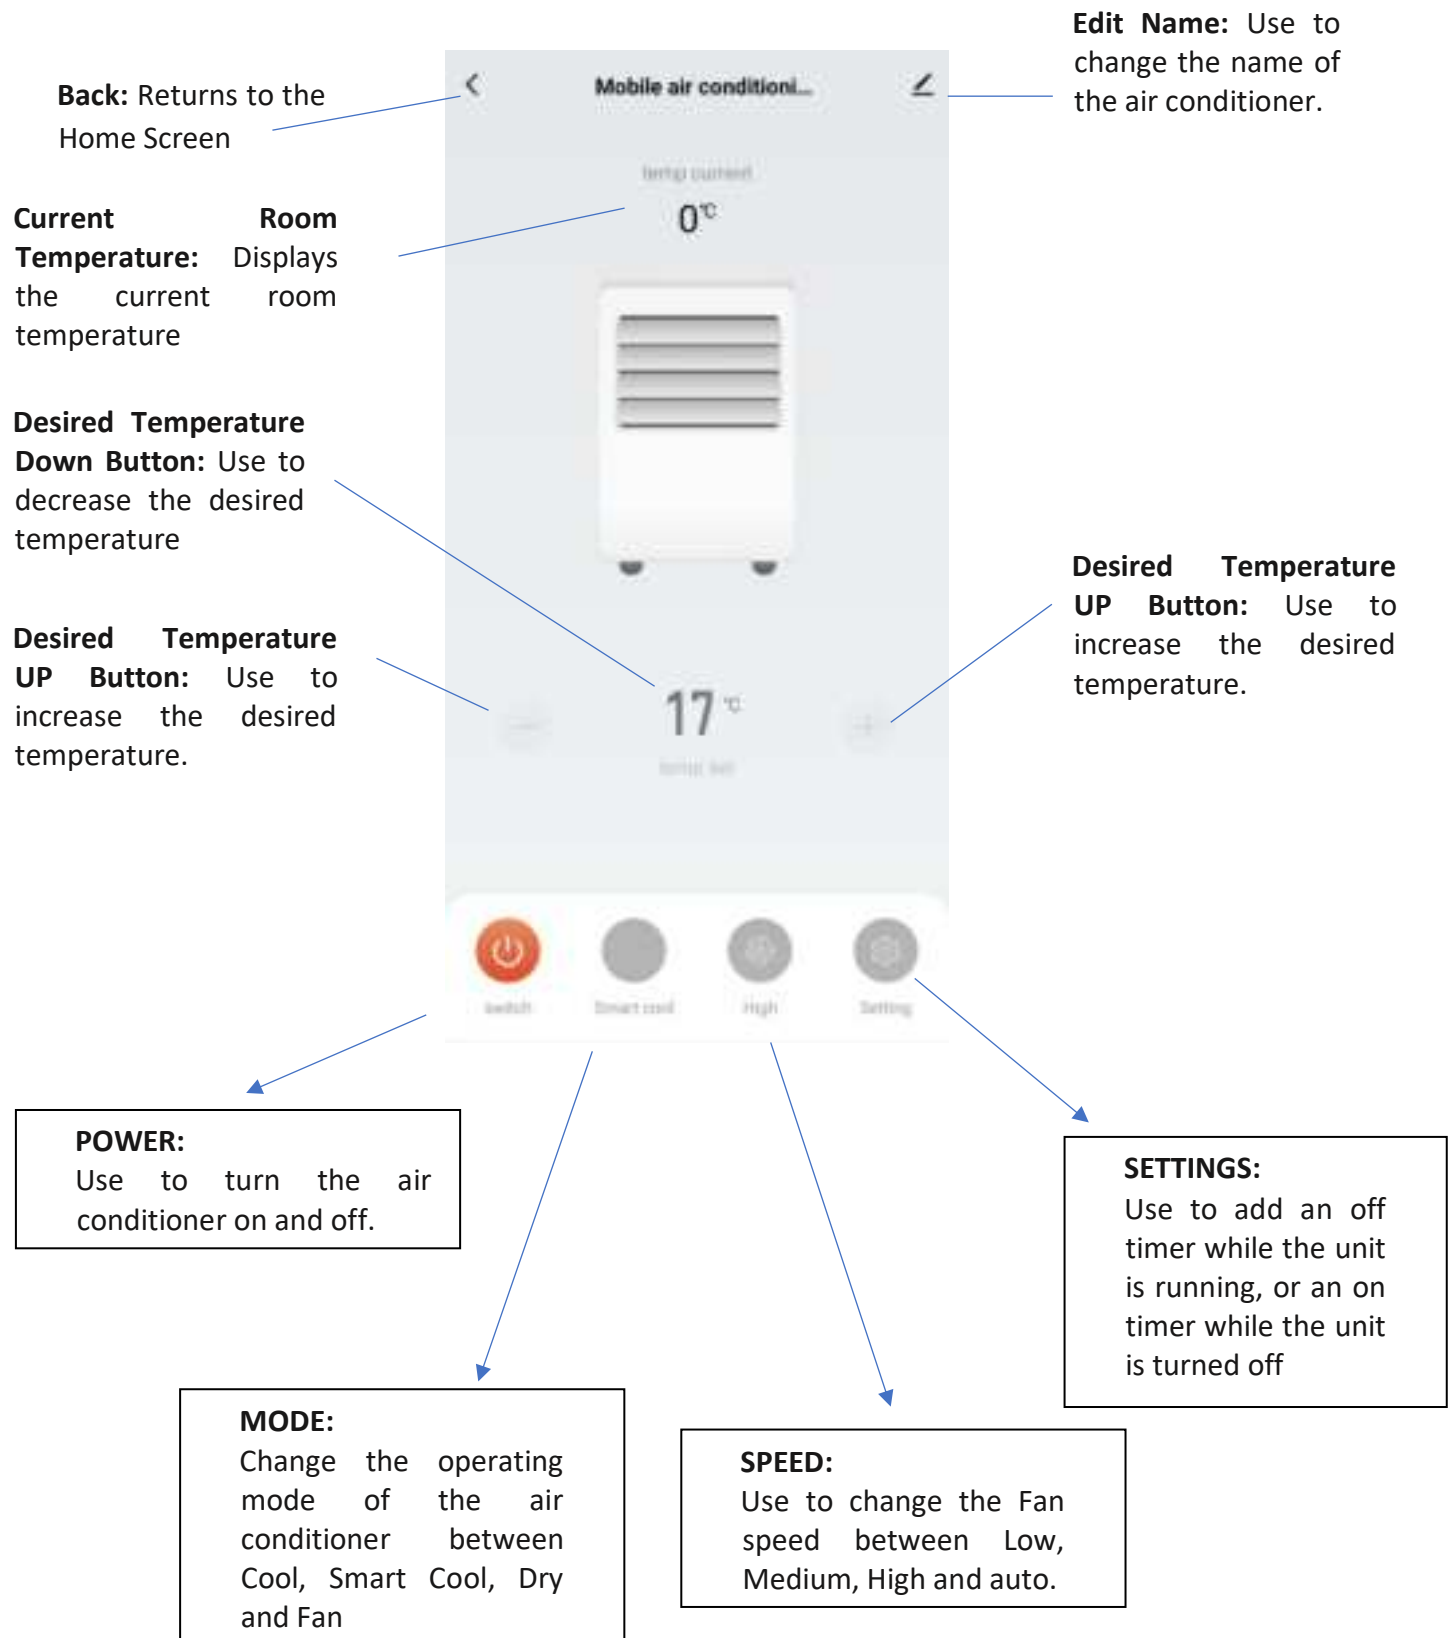 Edit Name: Use to
change the name of
the air conditioner.
Back: Returns to the
Home Screen
Mobile air conditioni...
temp current
0°C
Current Room
Temperature: Displays
the current room
temperature
Desired Temperature
Down Button: Use to
decrease the desired
temperature
Desired Temperature
UP Button: Use to
increase the desired
temperature.
Desired Temperature
UP Button: Use to
increase the desired
temperature.
17°C
temp set
switch
Smart cool
High
Setting
POWER:
Use to turn the air
conditioner on and off.
SETTINGS:
Use to add an off
timer while the unit
is running, or an on
timer while the unit
is turned off
MODE:
Change the operating
mode of the air
conditioner between
Cool, Smart Cool, Dry
and Fan
SPEED:
Use to change the Fan
speed between Low,
Medium, High and auto.